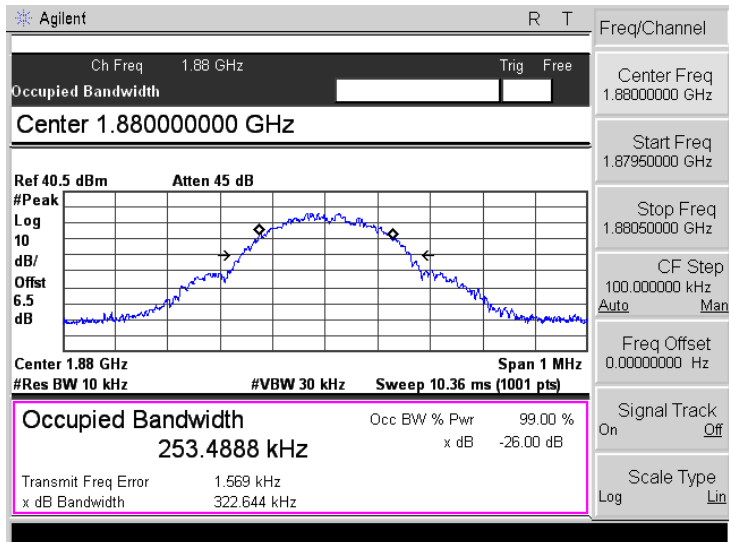 Agilent R T
Freq/Channel
Ch Freq 1.88 GHz Trig Free
Occupied Bandwidth
Center 1.880000000 GHz
Ref 40.5 dBm Atten 45 dB
#Peak
Log
10
dB/
Offst
6.5
dB
Center 1.88 GHz Span 1 MHz
#Res BW 10 kHz #VBW 30 kHz Sweep 10.36 ms (1001 pts)
Occupied Bandwidth Occ BW % Pwr 99.00 %
253.4888 kHz x dB -26.00 dB
Transmit Freq Error 1.569 kHz
x dB Bandwidth 322.644 kHz
Center Freq
1.88000000 GHz
Start Freq
1.87950000 GHz
Stop Freq
1.88050000 GHz
CF Step
100.000000 kHz
Auto Man
Freq Offset
0.00000000 Hz
Signal Track
On Off
Scale Type
Log Lin